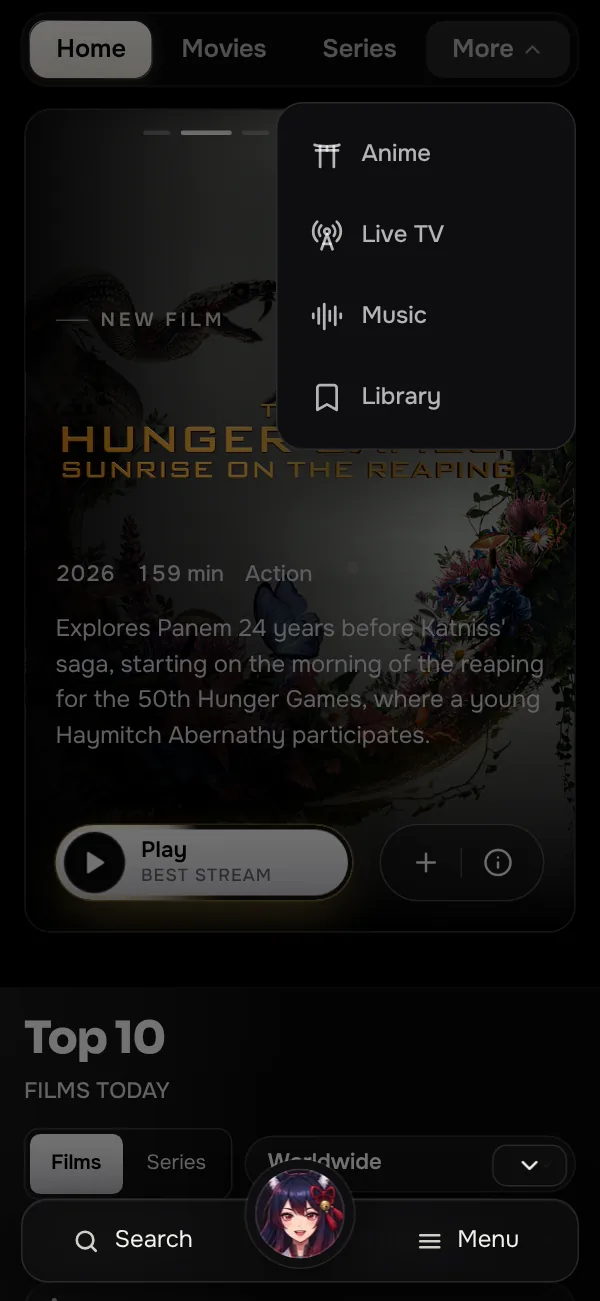 Home
Movies
Series
More
Anime
Live TV
Music
Library
NEW FILM
HUNGER
SUNRISE ON THE REAPING
2026 159 min Action
Explores Panem 24 years before Katniss'
saga, starting on the morning of the reaping
for the 50th Hunger Games, where a young
Haymitch Abernathy participates.
Play
BEST STREAM
Top 10
FILMS TODAY
Films
Series
Worldwide
Search
Menu